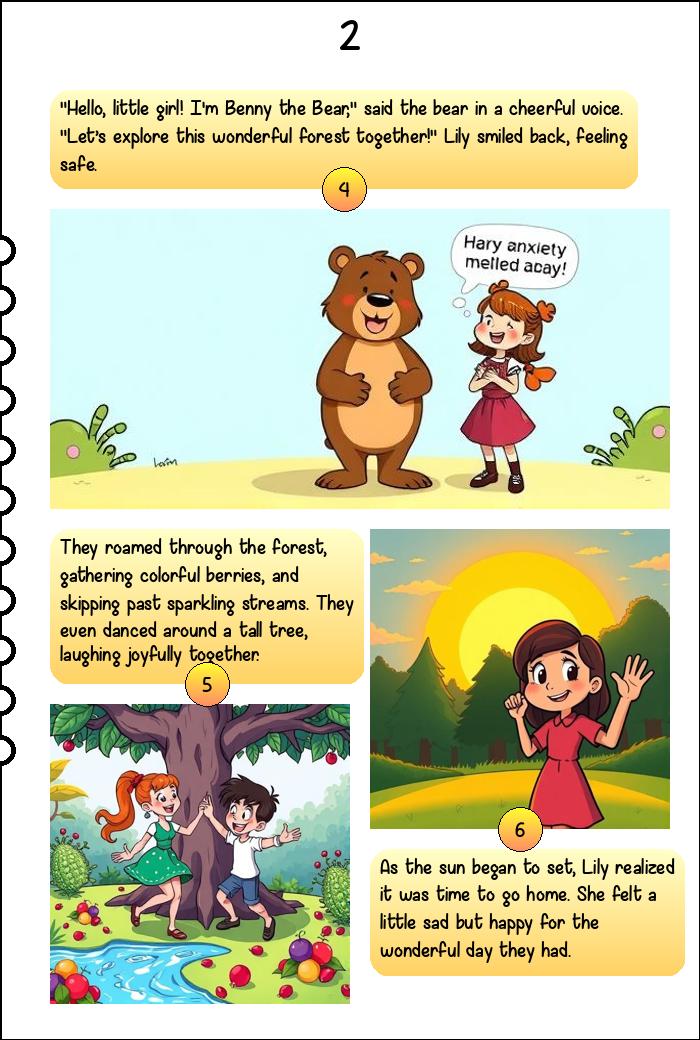 2
"Hello, little girl! I'm Benny the Bear," said the bear in a cheerful voice.
"Let's explore this wonderful forest together!" Lily smiled back, feeling
safe.
4
Hary anxiety
melled abay!
They roamed through the forest,
gathering colorful berries, and
skipping past sparkling streams. They
even danced around a tall tree,
laughing joyfully together.
5
6
As the sun began to set, Lily realized
it was time to go home. She felt a
little sad but happy for the
wonderful day they had.